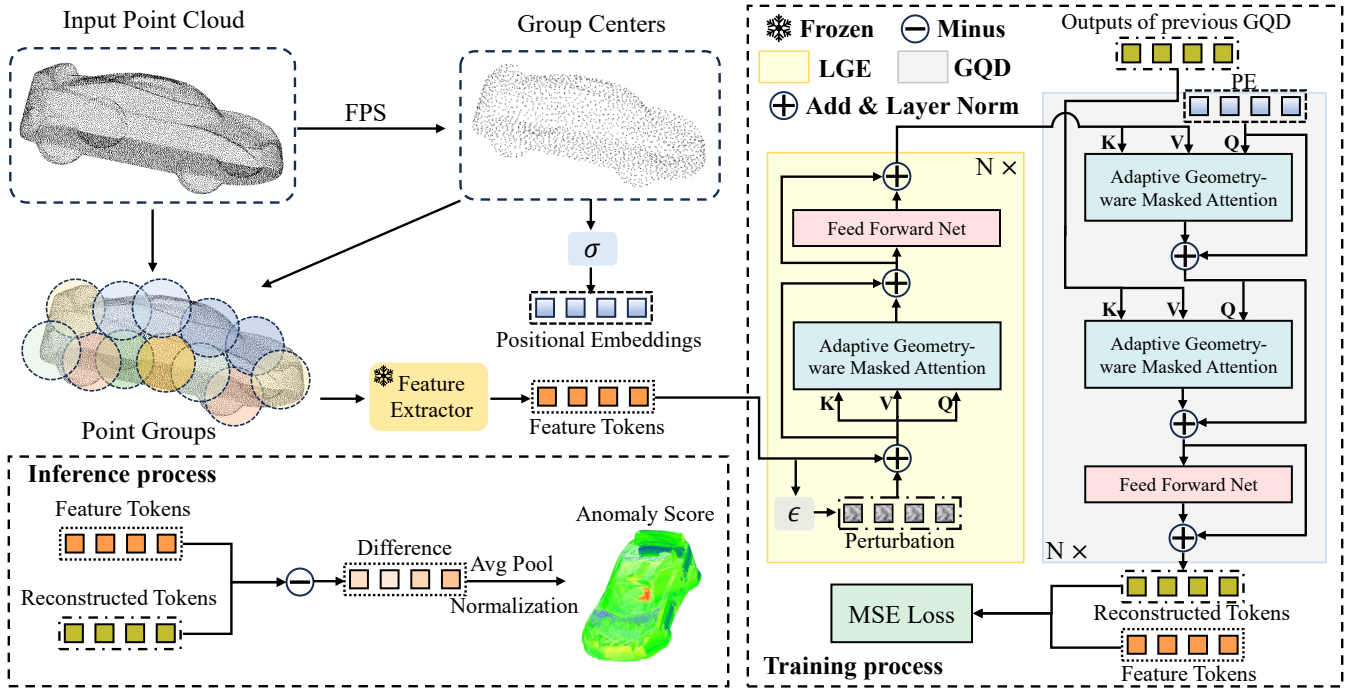 Input Point Cloud
Group Centers
FPS
σ
Positional Embeddings
Point Groups
Feature
Extractor
Feature Tokens
Inference process
Feature Tokens
Reconstructed Tokens
Difference
Avg Pool
Normalization
Anomaly Score
Frozen
Minus
LGE
GQD
Add & Layer Norm
N ×
Feed Forward Net
Adaptive Geometry-
ware Masked Attention
K
V
Q
ϵ
Perturbation
Outputs of previous GQD
PE
K
V
Q
Adaptive Geometry-
ware Masked Attention
K
V
Q
Adaptive Geometry-
ware Masked Attention
Feed Forward Net
N ×
Reconstructed Tokens
MSE Loss
Feature Tokens
Training process